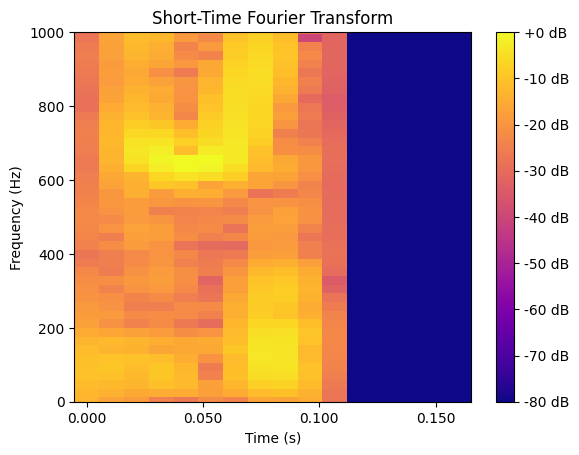 Short-Time Fourier Transform
Frequency (Hz)
1000
800
600
400
200
0
0.000
0.050
0.100
0.150
Time (s)
+0 dB
-10 dB
-20 dB
-30 dB
-40 dB
-50 dB
-60 dB
-70 dB
-80 dB